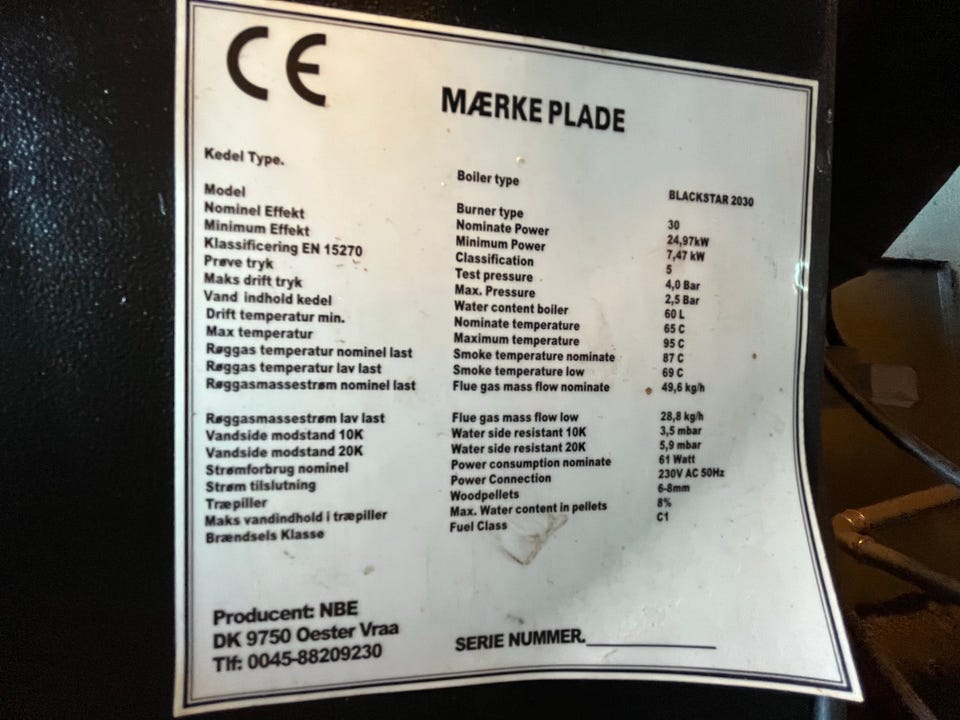 CE
MÆRKE PLADE
Kedel Type. Boiler type BLACKSTAR 2030
Model Burner type 30
Nominel Effekt Nominate Power 24,97kW
Minimum Effekt Minimum Power 7,47 kW
Klassificering EN 15270 Classification 5
Prøve tryk Test pressure 4,0 Bar
Maks drift tryk Max. Pressure 2,5 Bar
Vand indhold kedel Water content boiler 60 L
Drift temperatur min. Nominate temperature 65 C
Max temperatur Maximum temperature 95 C
Røggas temperatur nominel last Smoke temperature nominate 87 C
Røggas temperatur lav last Smoke temperature low 69 C
Røggasmassestrøm nominel last Flue gas mass flow nominate 49,6 kg/h
Røggasmassestrøm lav last Flue gas mass flow low 28,8 kg/h
Vandside modstand 10K Water side resistant 10K 3,5 mbar
Vandside modstand 20K Water side resistant 20K 5,9 mbar
Strømforbrug nominel Power consumption nominate 61 Watt
Strøm tilslutning Power Connection 230V AC 50Hz
Træpiller Woodpellets 6-8mm
Maks vandindhold i træpiller Max. Water content in pellets 8%
Brændsels Klasse Fuel Class C1
Producent: NBE
DK 9750 Oester Vraa
Tlf: 0045-88209230
SERIE NUMMER.